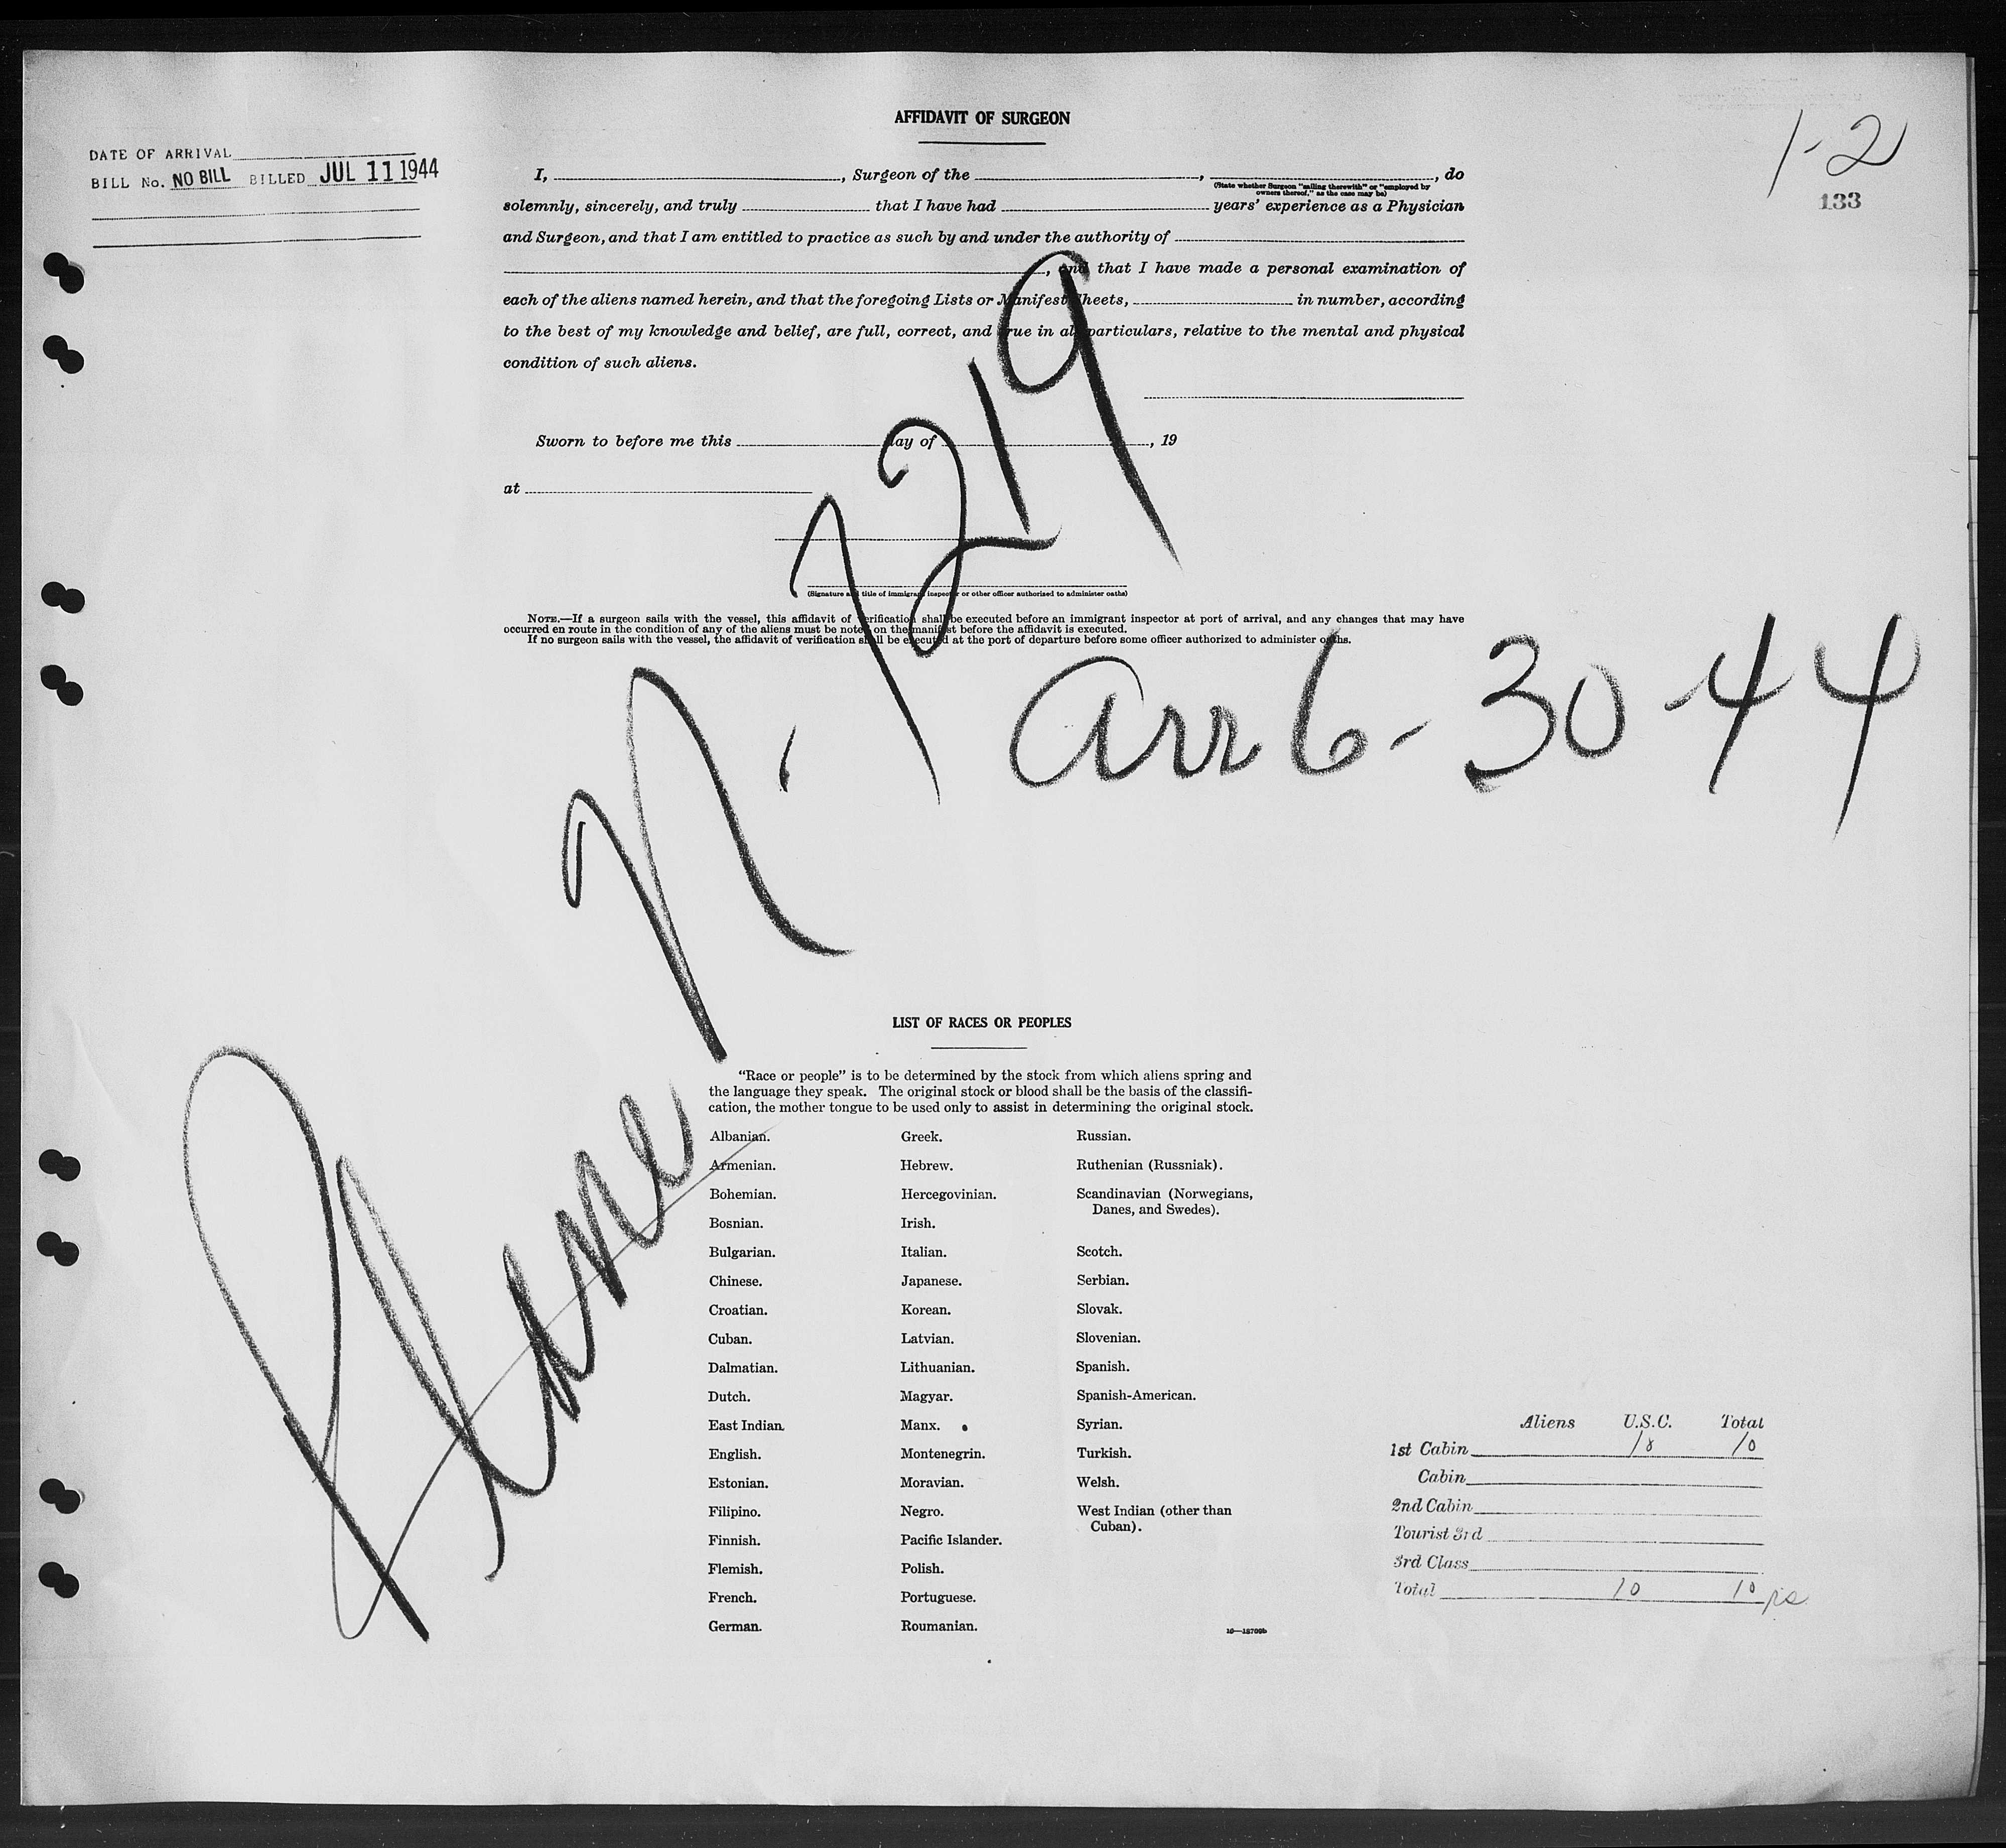 AFFIDAVIT OF SURGEON
1-2
133
DATE OF ARRIVAL
BILL No. NO BILL BILLED JUL 11 1944
I, , Surgeon of the , , do
(State whether Surgeon "sailing therewith" or "employed by
owners thereof," as the case may be)
solemnly, sincerely, and truly that I have had years' experience as a Physician
and Surgeon, and that I am entitled to practice as such by and under the authority of
, and that I have made a personal examination of
each of the aliens named herein, and that the foregoing Lists or Manifest Sheets, in number, according
to the best of my knowledge and belief, are full, correct, and true in all particulars, relative to the mental and physical
condition of such aliens.
Sworn to before me this day of , 19
at
(Signature and title of immigrant inspector or other officer authorized to administer oaths)
NOTE.—If a surgeon sails with the vessel, this affidavit of verification shall be executed before an immigrant inspector at port of arrival, and any changes that may have
occurred en route in the condition of any of the aliens must be noted on the manifest before the affidavit is executed.
If no surgeon sails with the vessel, the affidavit of verification shall be executed at the port of departure before some officer authorized to administer oaths.
Plane N. 7219
arr 6-30-44
LIST OF RACES OR PEOPLES
"Race or people" is to be determined by the stock from which aliens spring and
the language they speak. The original stock or blood shall be the basis of the classifi-
cation, the mother tongue to be used only to assist in determining the original stock.
Albanian. Greek. Russian.
Armenian. Hebrew. Ruthenian (Russniak).
Bohemian. Hercegovinian. Scandinavian (Norwegians,
Danes, and Swedes).
Bosnian. Irish.
Bulgarian. Italian. Scotch.
Chinese. Japanese. Serbian.
Croatian. Korean. Slovak.
Cuban. Latvian. Slovenian.
Dalmatian. Lithuanian. Spanish.
Dutch. Magyar. Spanish-American.
East Indian. Manx. Syrian.
English. Montenegrin. Turkish.
Estonian. Moravian. Welsh.
Filipino. Negro. West Indian (other than
Cuban).
Finnish. Pacific Islander.
Flemish. Polish.
French. Portuguese.
German. Roumanian.
Aliens U.S.C. Total
1st Cabin 10 10
Cabin
2nd Cabin
Tourist 3rd
3rd Class
Total 10 10